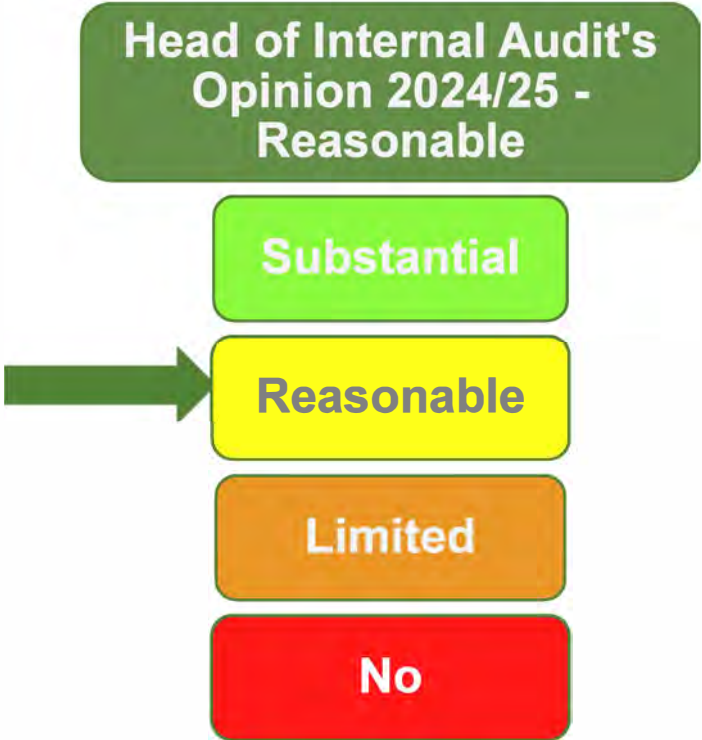 Head of Internal Audit's
Opinion 2024/25 -
Reasonable
Substantial
Reasonable
Limited
No